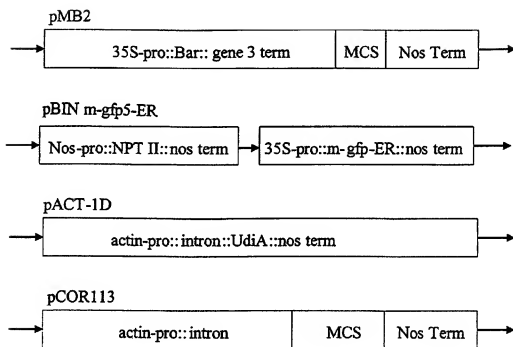 pMB2
35S-pro::Bar:: gene 3 term MCS Nos Term
pBIN m-gfp5-ER
Nos-pro::NPT II::nos term 35S-pro::m-gfp-ER::nos term
pACT-1D
actin-pro::intron::UdiA::nos term
pCOR113
actin-pro::intron MCS Nos Term